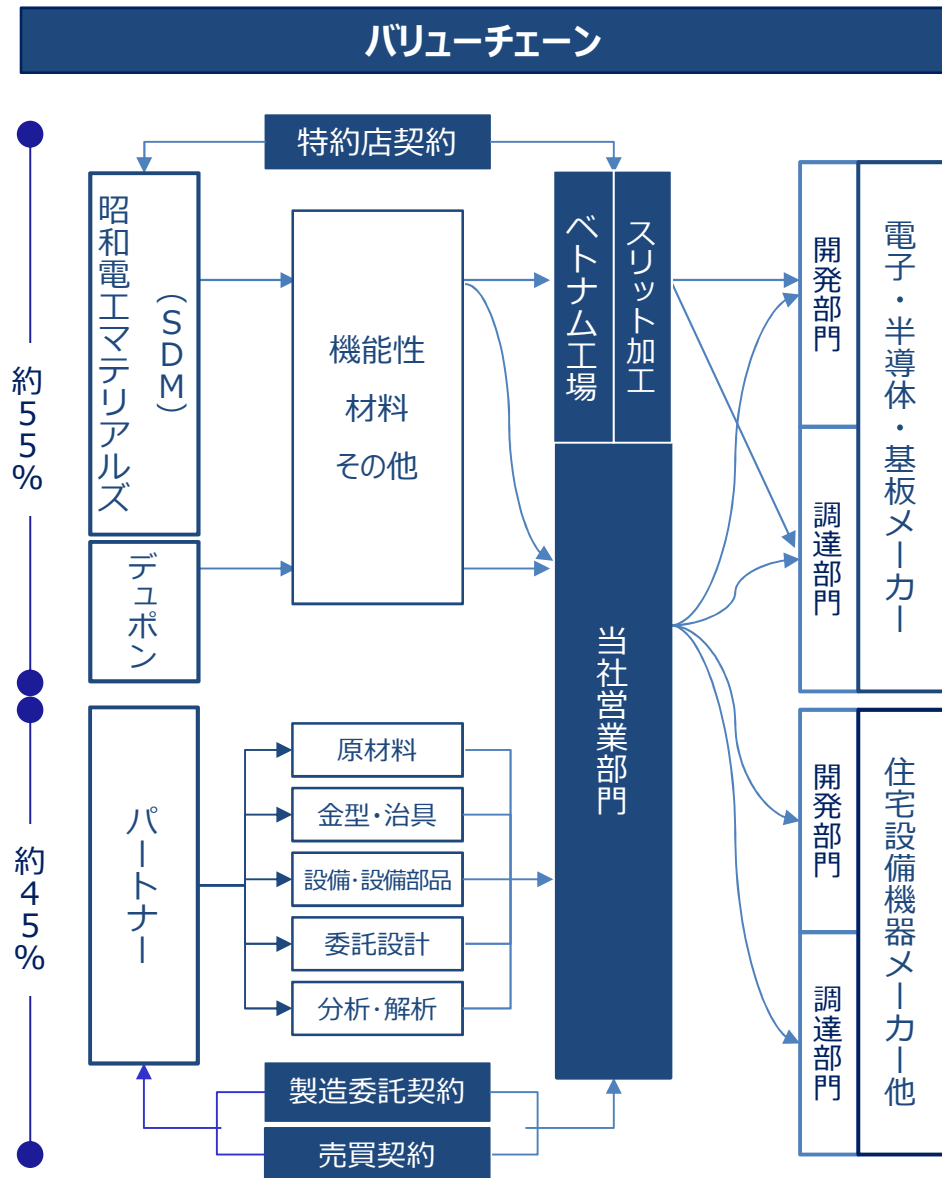 バリューチェーン
特約店契約
約55%
昭和電工マテリアルズ
(SDM)
デュポン
機能性
材料
その他
ベトナム工場
スリット加工
当社営業部門
開発部門
調達部門
電子・半導体・基板メーカー
約45%
パートナー
原材料
金型・治具
設備・設備部品
委託設計
分析・解析
製造委託契約
売買契約
開発部門
調達部門
住宅設備機器メーカー他